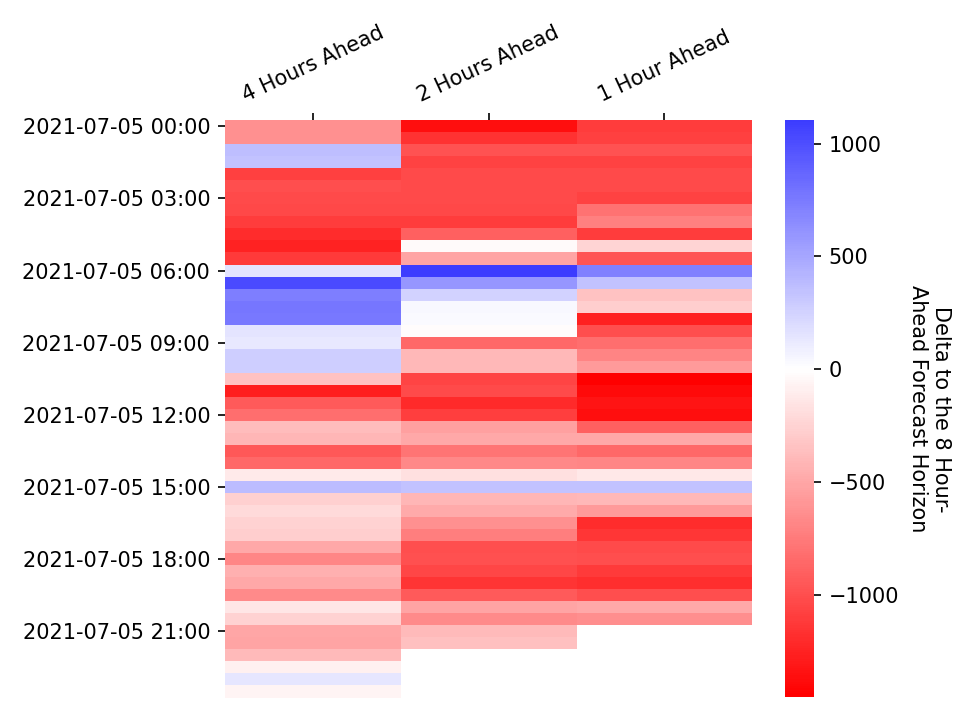 4 Hours Ahead
2 Hours Ahead
1 Hour Ahead
2021-07-05 00:00
2021-07-05 03:00
2021-07-05 06:00
2021-07-05 09:00
2021-07-05 12:00
2021-07-05 15:00
2021-07-05 18:00
2021-07-05 21:00
1000
500
0
−500
−1000
Delta to the 8 Hour-
Ahead Forecast Horizon